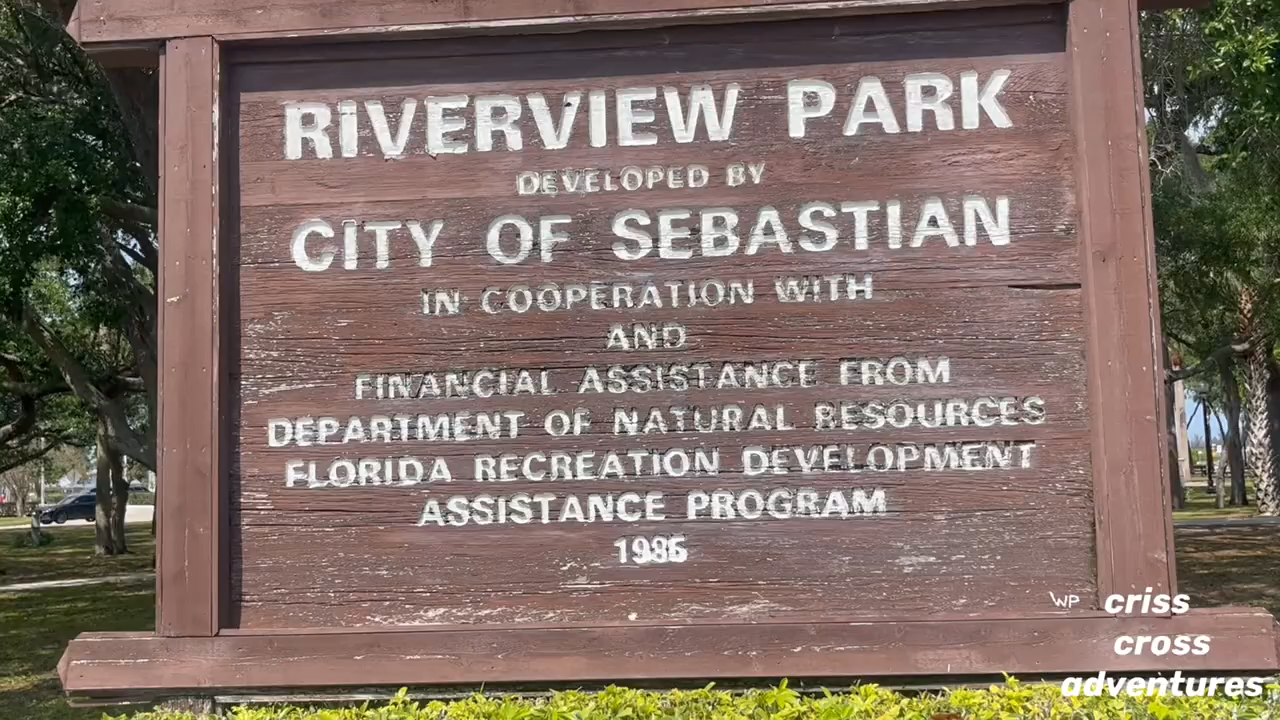 RIVERVIEW PARK
DEVELOPED BY
CITY OF SEBASTIAN
IN COOPERATION WITH
AND
FINANCIAL ASSISTANCE FROM
DEPARTMENT OF NATURAL RESOURCES
FLORIDA RECREATION DEVELOPMENT
ASSISTANCE PROGRAM
WP
criss
cross
adventures